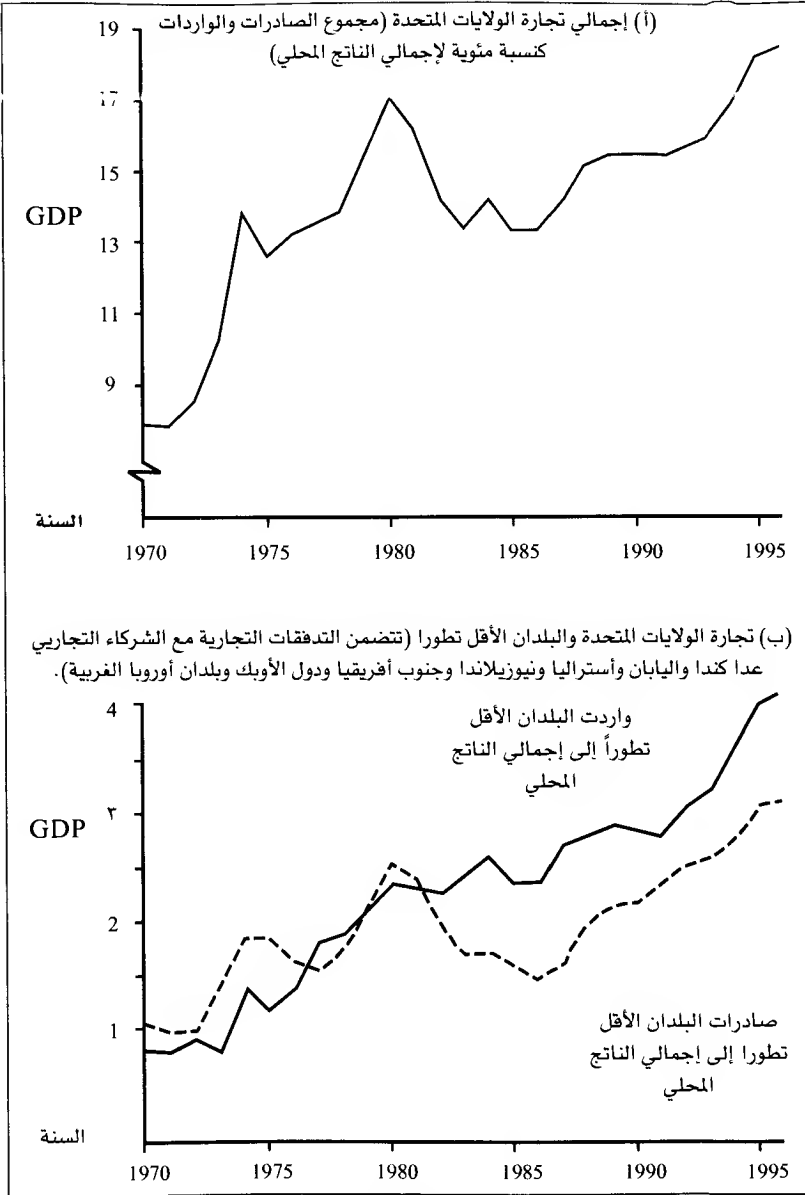 (أ) إجمالي تجارة الولايات المتحدة (مجموع الصادرات والواردات
كنسبة مئوية لإجمالي الناتج المحلي)
19
17
15
GDP
13
11
9
السنة
1970 1975 1980 1985 1990 1995
(ب) تجارة الولايات المتحدة والبلدان الأقل تطورا (تتضمن التدفقات التجارية مع الشركاء التجاريي
عدا كندا واليابان وأستراليا ونيوزيلاندا وجنوب أفريقيا ودول الأوبك وبلدان أوروبا الغربية).
4
واردت البلدان الأقل
تطوراً إلى إجمالي الناتج
المحلي
٣
GDP
2
1
صادرات البلدان الأقل
تطورا إلى إجمالي الناتج
المحلي
السنة
1970 1975 1980 1985 1990 1995